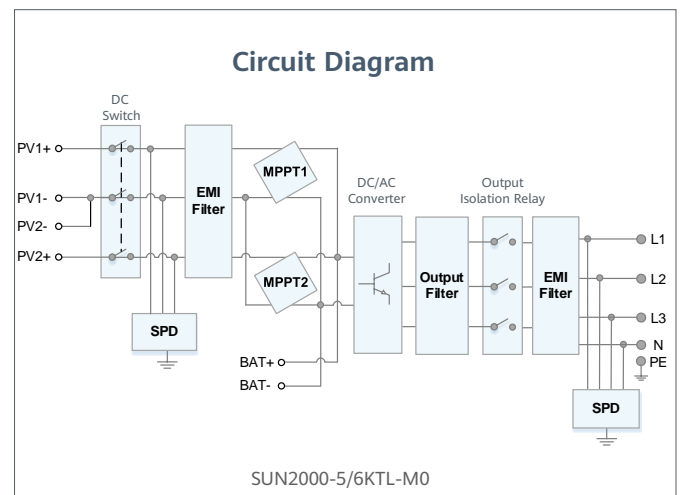 Circuit Diagram
DC
Switch
PV1+
PV1-
PV2-
PV2+
EMI
Filter
SPD
MPPT1
MPPT2
BAT+
BAT-
DC/AC
Converter
Output
Filter
Output
Isolation Relay
EMI
Filter
L1
L2
L3
N
PE
SPD
SUN2000-5/6KTL-M0